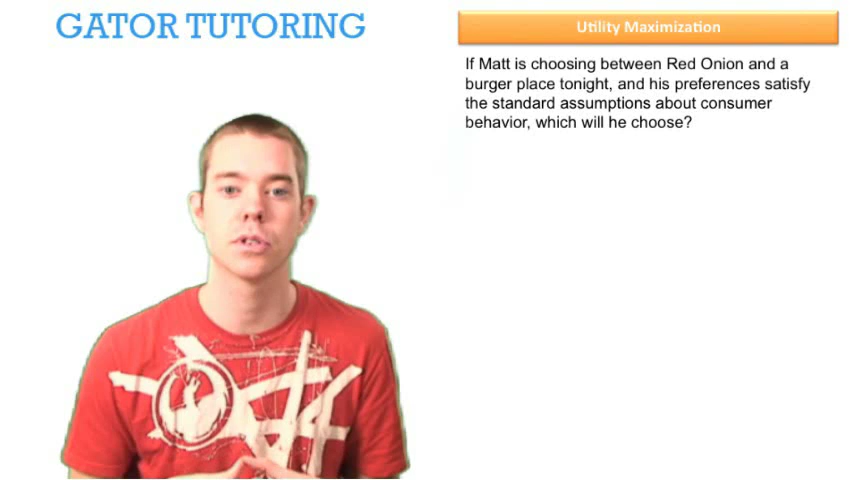 GATOR TUTORING
Utility Maximization
If Matt is choosing between Red Onion and a
burger place tonight, and his preferences satisfy
the standard assumptions about consumer
behavior, which will he choose?